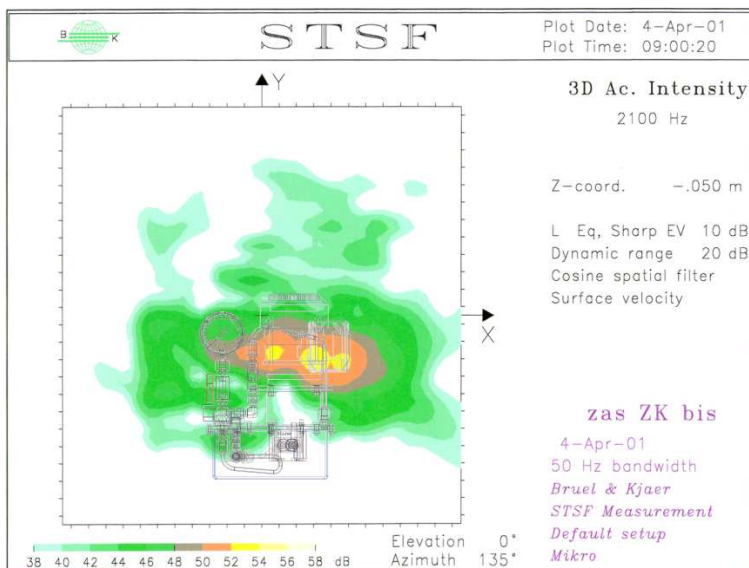 B K
STSF
Plot Date: 4-Apr-01
Plot Time: 09:00:20
Y
X
3D Ac. Intensity
2100 Hz
Z-coord. -.050 m
L Eq, Sharp EV 10 dB
Dynamic range 20 dB
Cosine spatial filter
Surface velocity
zas ZK bis
4-Apr-01
50 Hz bandwidth
Bruel & Kjaer
STSF Measurement
Default setup
Mikro
38 40 42 44 46 48 50 52 54 56 58 dB
Elevation 0°
Azimuth 135°